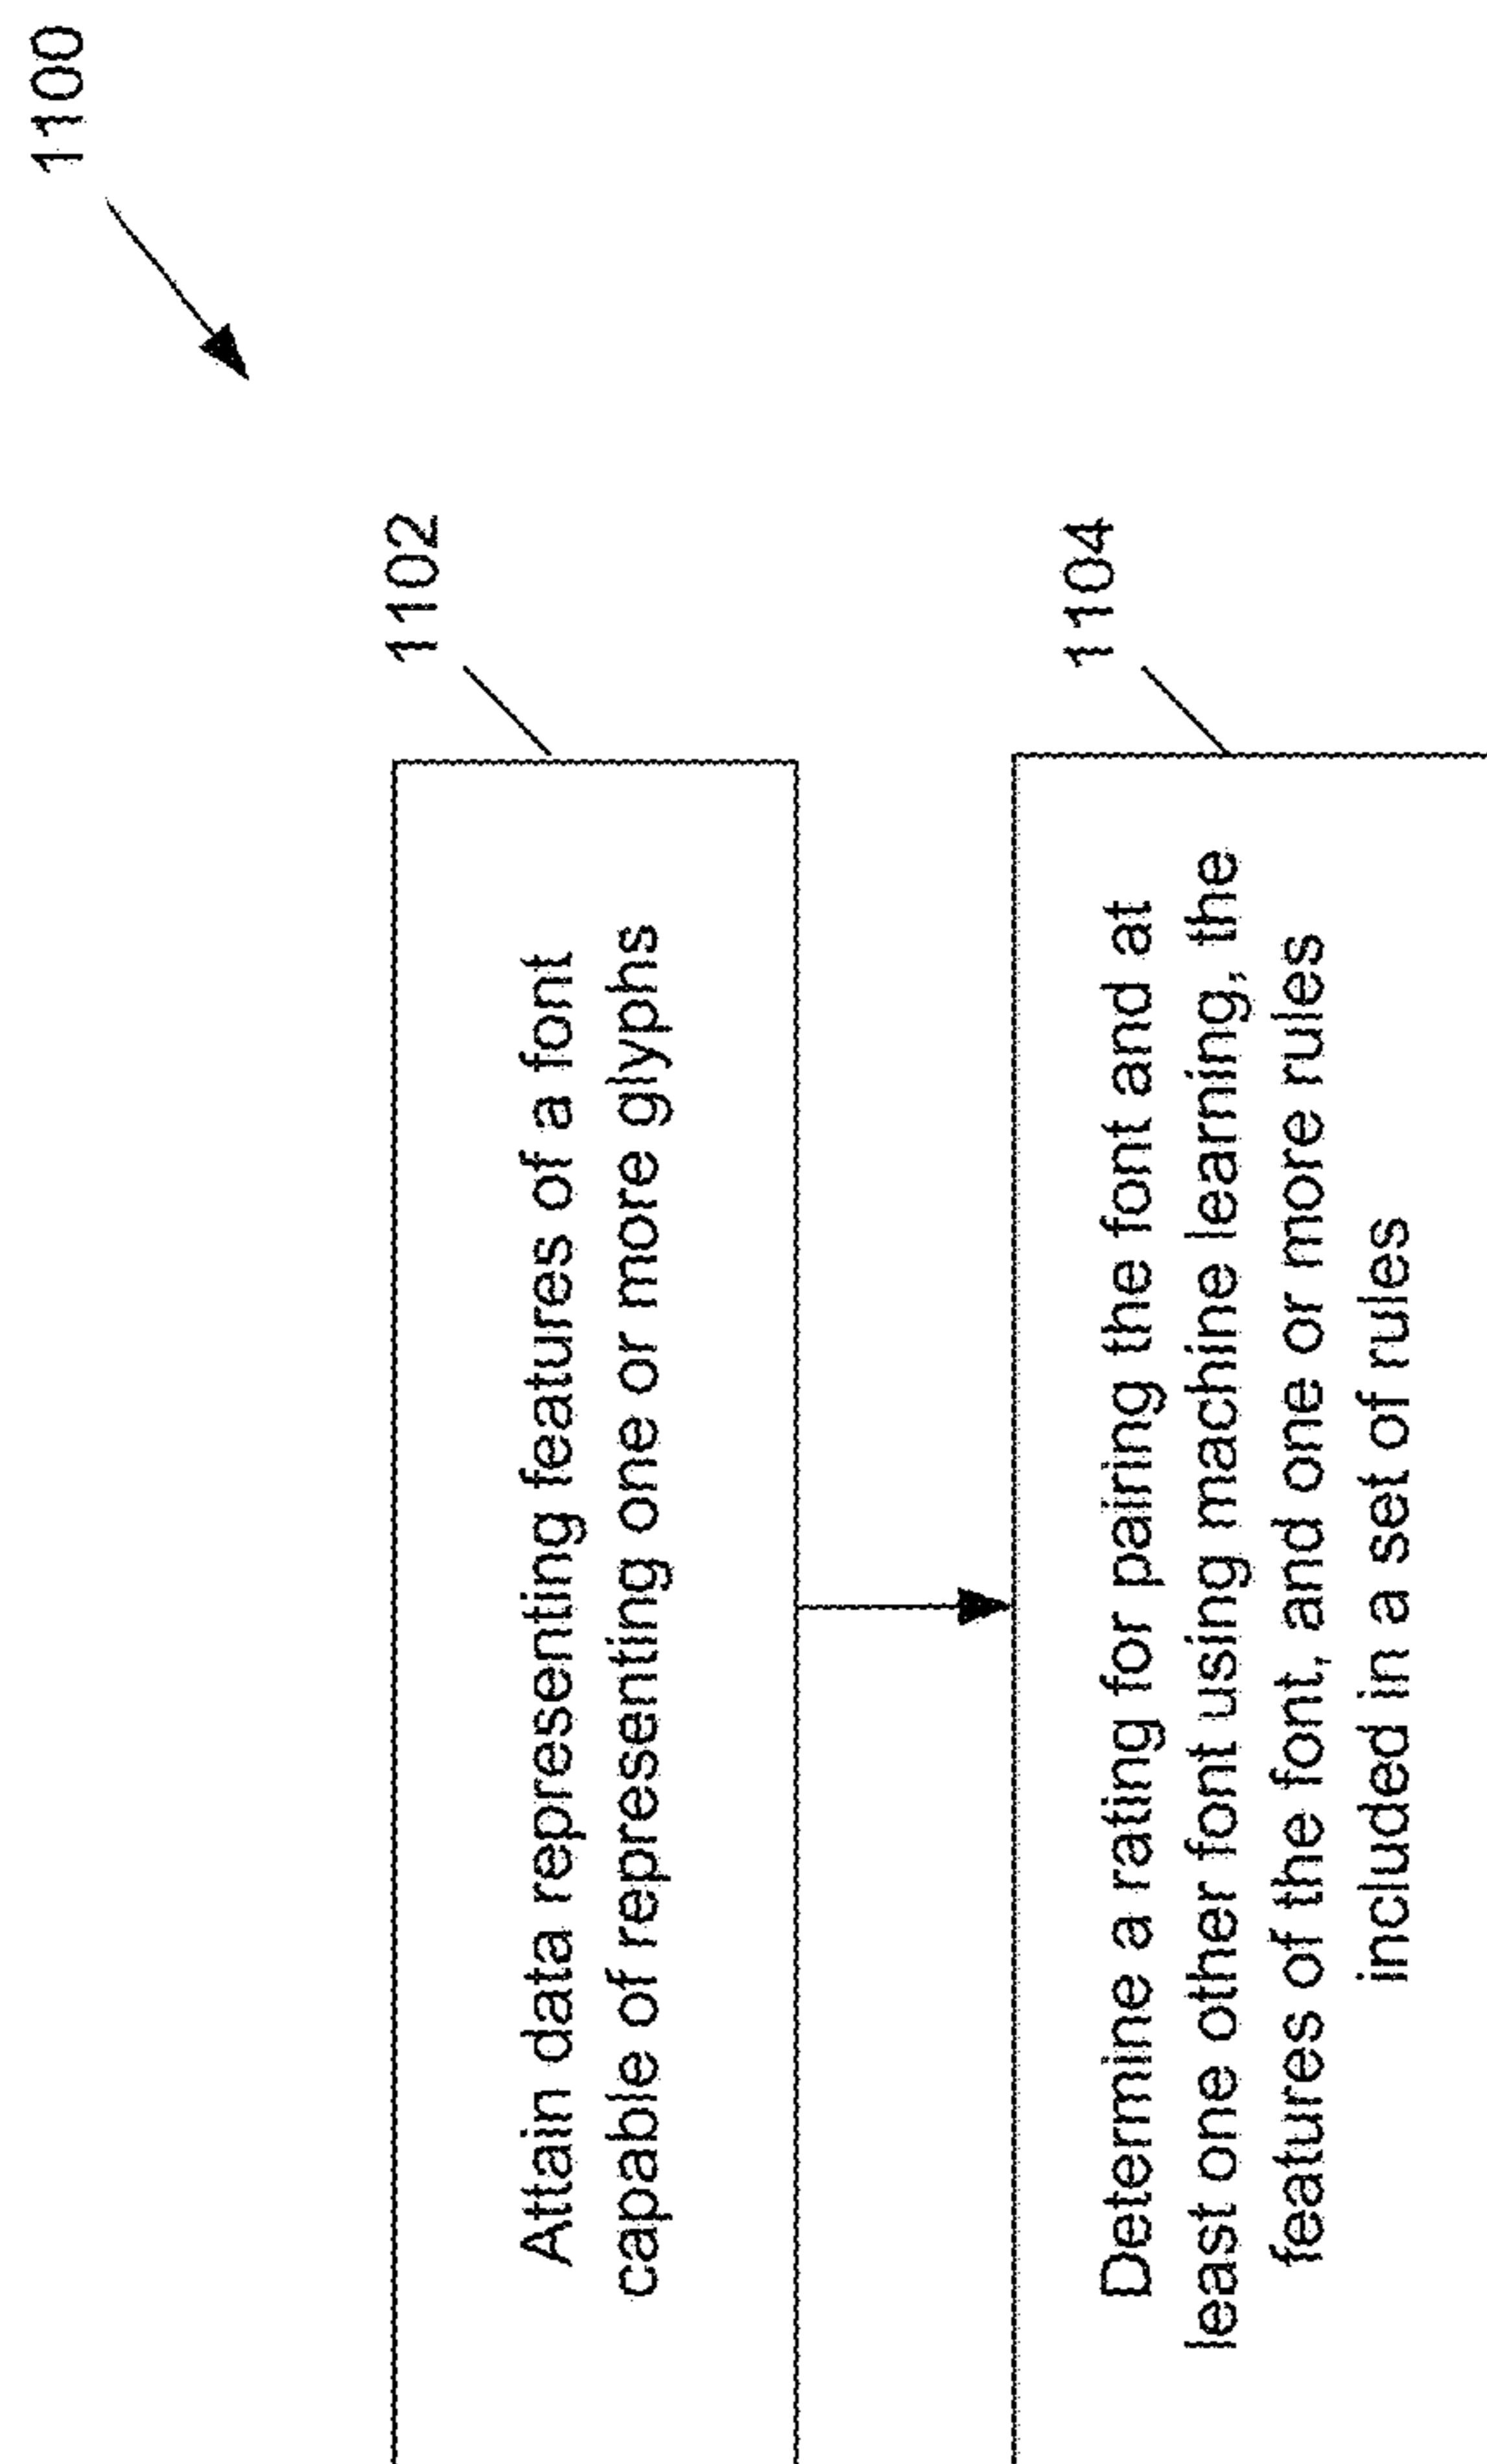 1100
1102
Attain data representing features of a font
capable of representing one or more glyphs
1104
Determine a rating for pairing the font and at
least one other font using machine learning, the
features of the font, and one or more rules
included in a set of rules